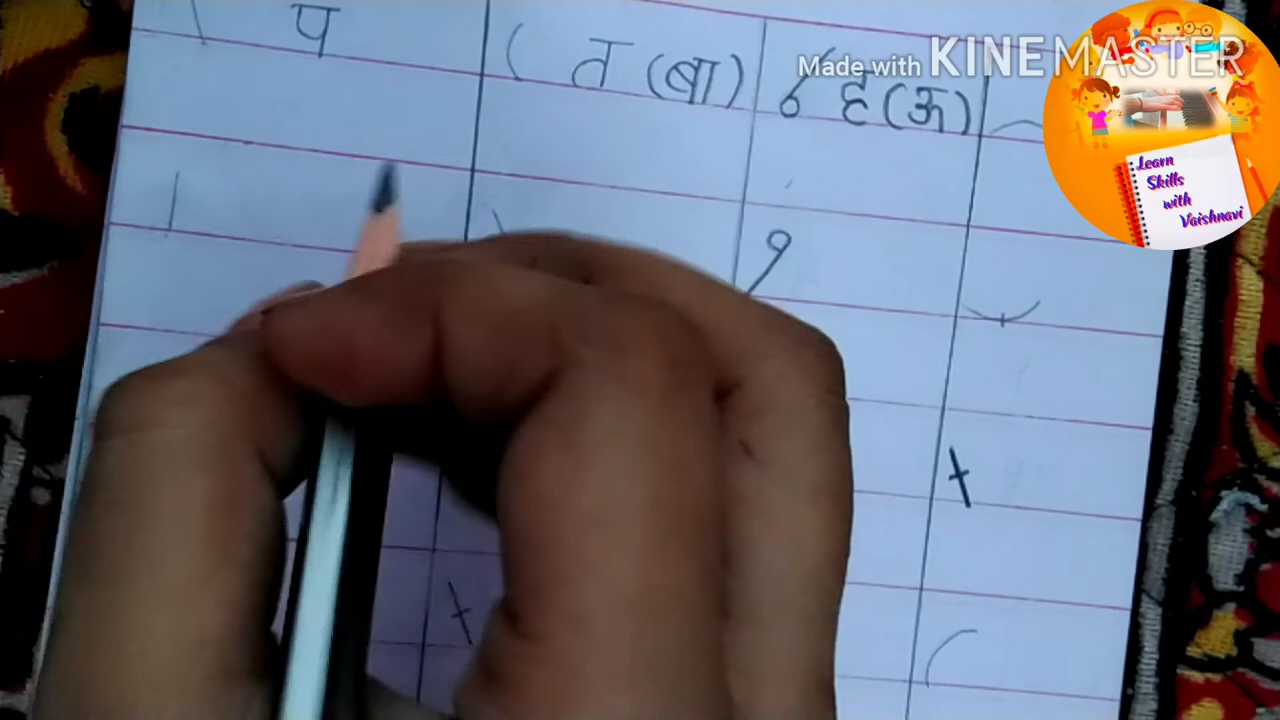 Made with KINEMASTER
प त (बा) ह (ऊ)
Learn
Skills
with
Vaishnavi